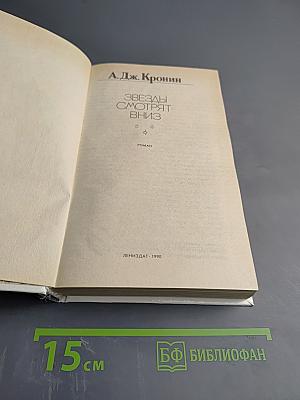 А. Дж. Кронин
ЗВЕЗДЫ
СМОТРЯТ
ВНИЗ
РОМАН
ЛЕНИЗДАТ · 1990
15 см
БФ БИБЛИОФАН